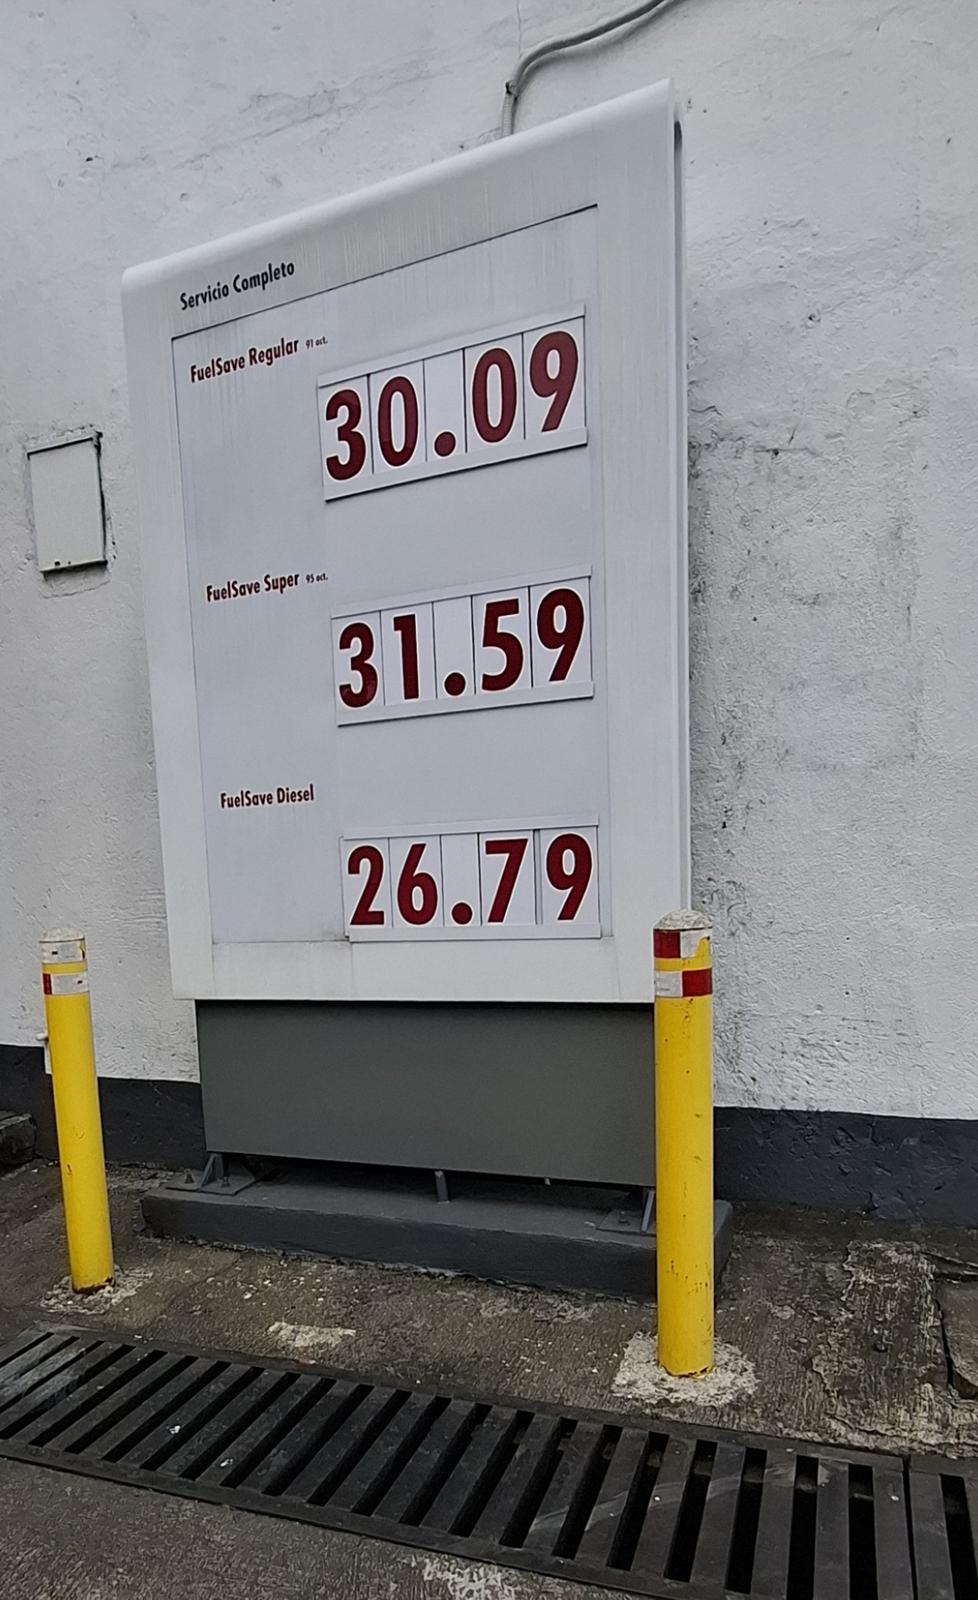 Servicio Completo
FuelSave Regular 91 oct.
30.09
FuelSave Super 95 oct.
31.59
FuelSave Diesel
26.79